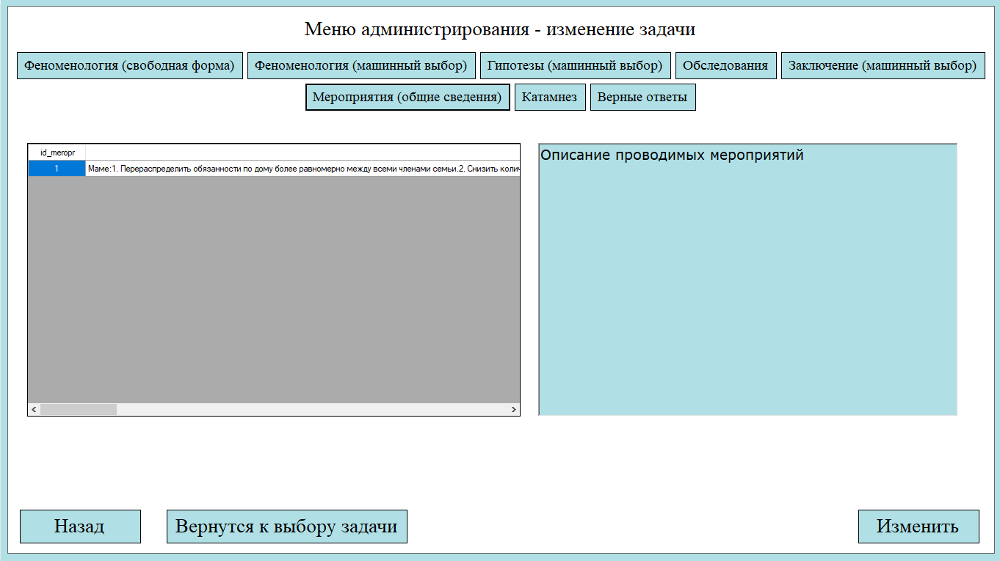 Меню администрирования - изменение задачи
Феноменология (свободная форма) Феноменология (машинный выбор) Гипотезы (машинный выбор) Обследования Заключение (машинный выбор)
Мероприятия (общие сведения) Катамнез Верные ответы
id_meropr
1 Маме:1. Перераспределить обязанности по дому более равномерно между всеми членами семьи.2. Снизить колич
Описание проводимых мероприятий
Назад Вернутся к выбору задачи Изменить